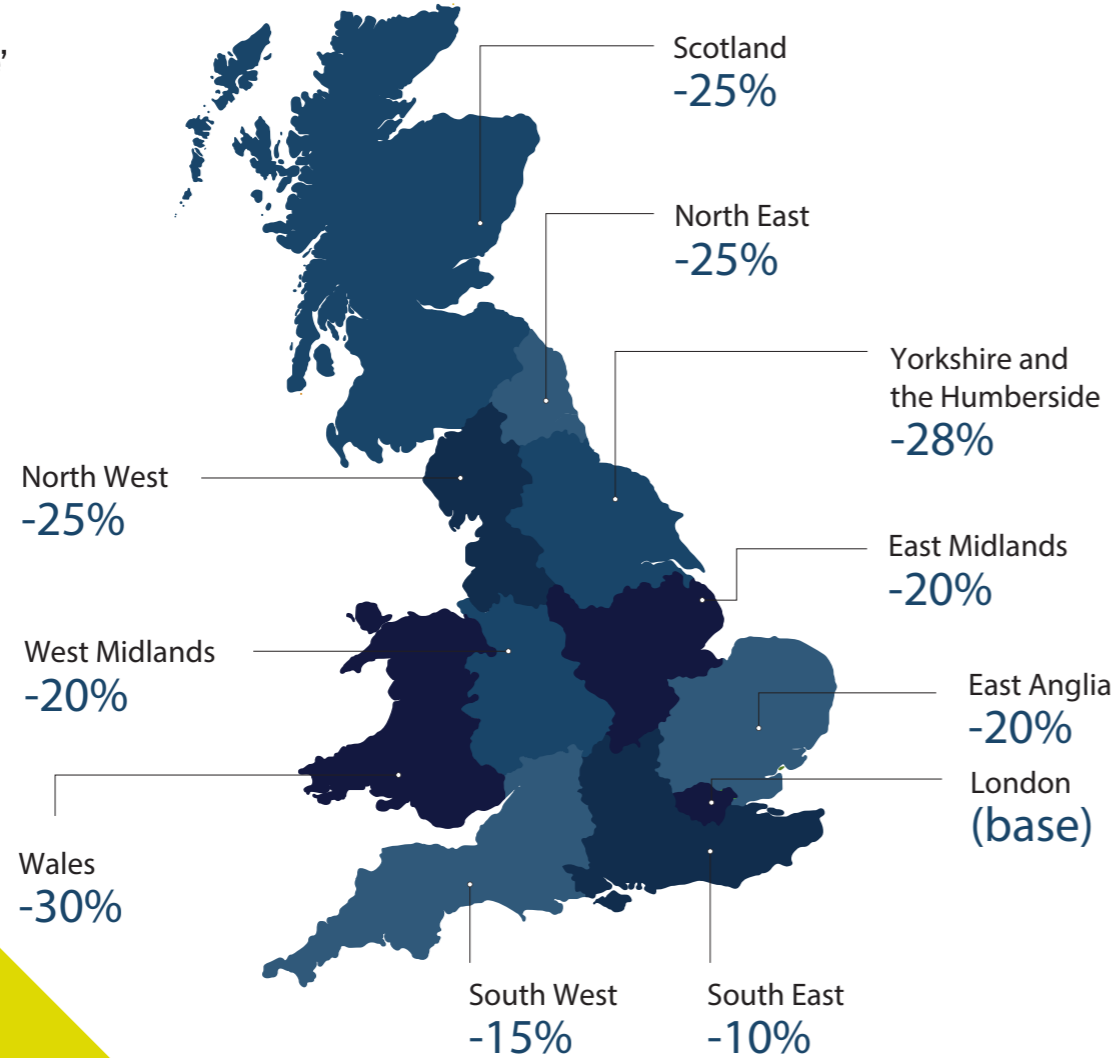 ,
Scotland
-25%
North East
-25%
Yorkshire and
the Humberside
-28%
North West
-25%
East Midlands
-20%
West Midlands
-20%
East Anglia
-20%
London
(base)
Wales
-30%
South West
-15%
South East
-10%